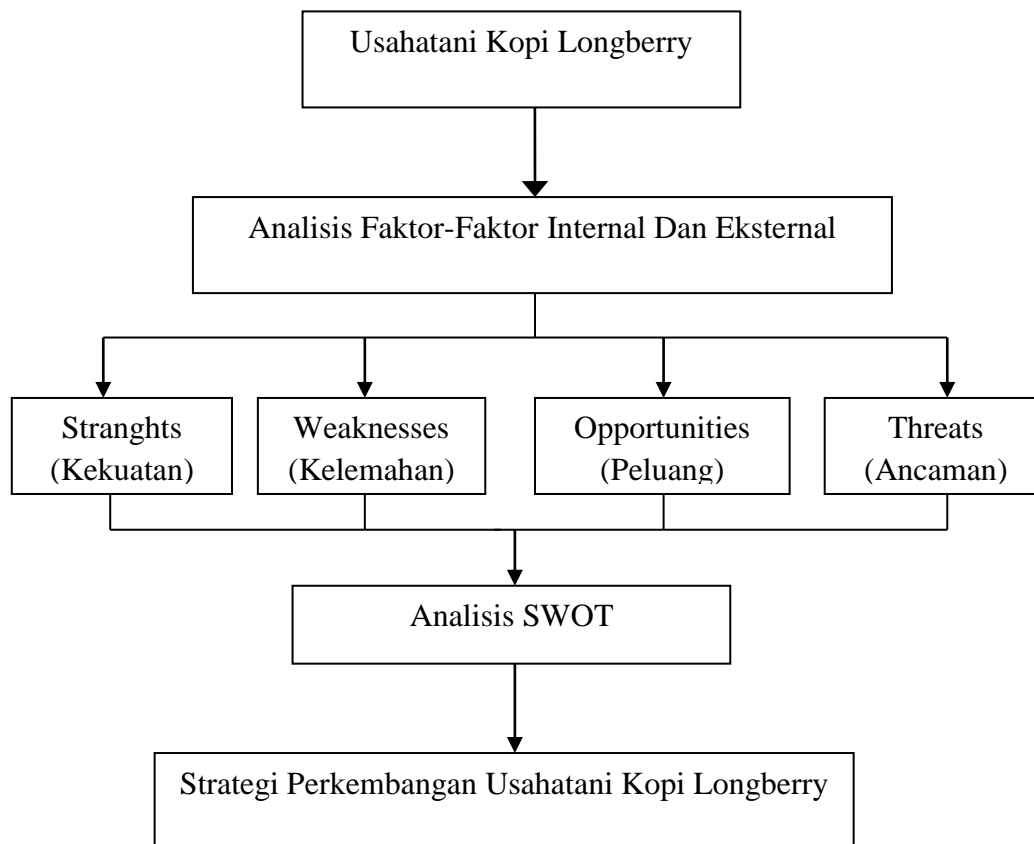 Usahatani Kopi Longberry
Analisis Faktor-Faktor Internal Dan Eksternal
Stranghts
(Kekuatan)
Weaknesses
(Kelemahan)
Opportunities
(Peluang)
Threats
(Ancaman)
Analisis SWOT
Strategi Perkembangan Usahatani Kopi Longberry